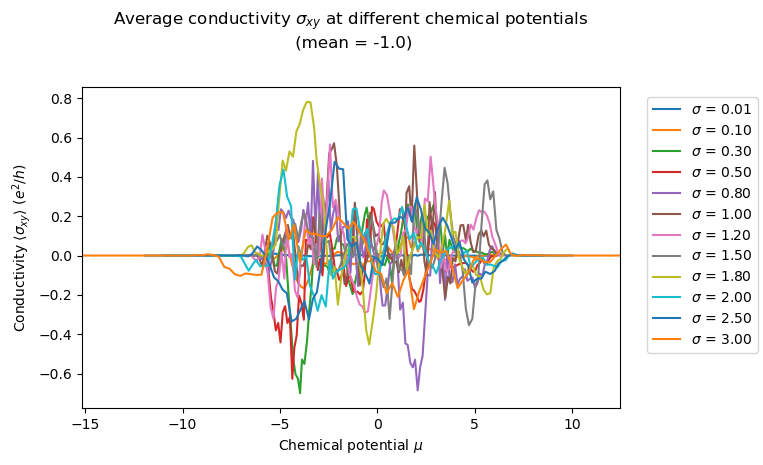 Average conductivity σxy at different chemical potentials
(mean = -1.0)
Conductivity ⟨σxy⟩ (e²/h)
0.8
0.6
0.4
0.2
0.0
−0.2
−0.4
−0.6
−15
−10
−5
0
5
10
Chemical potential μ
σ = 0.01
σ = 0.10
σ = 0.30
σ = 0.50
σ = 0.80
σ = 1.00
σ = 1.20
σ = 1.50
σ = 1.80
σ = 2.00
σ = 2.50
σ = 3.00